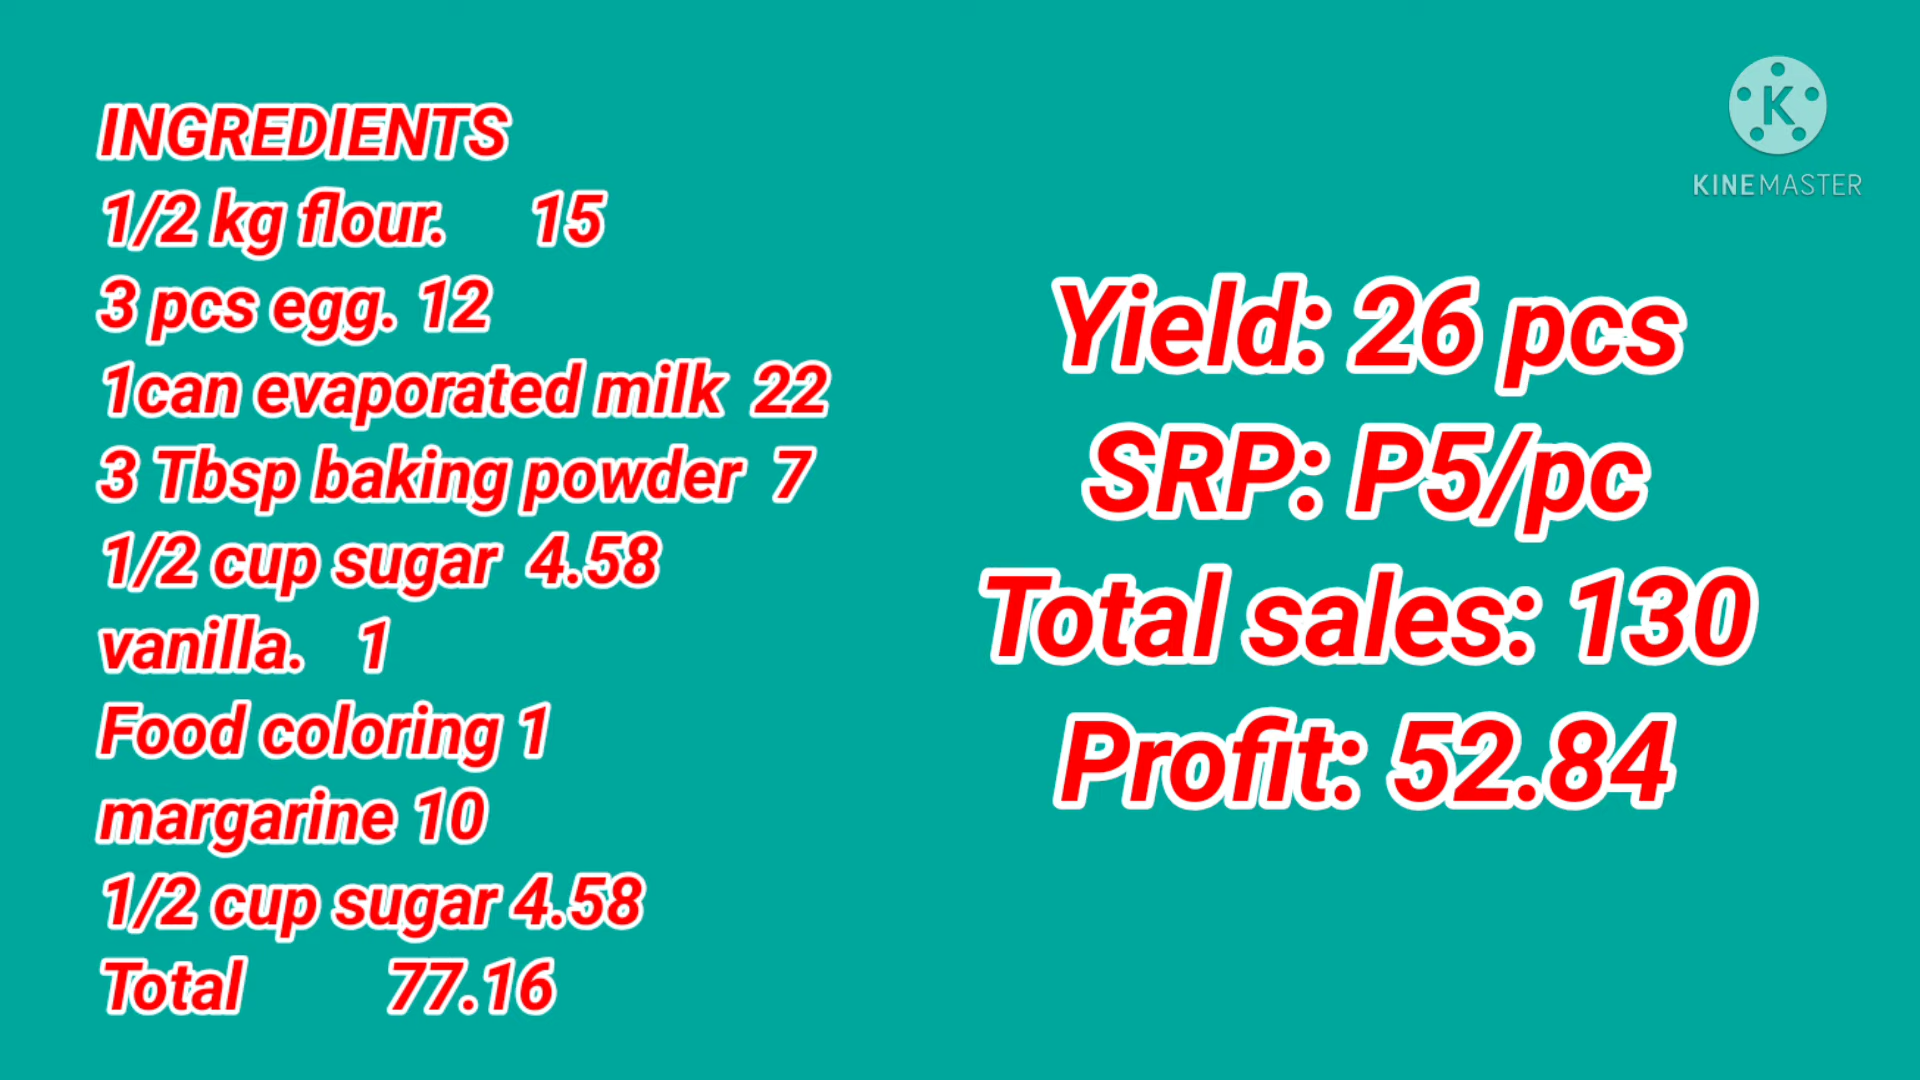 INGREDIENTS
1/2 kg flour. 15
3 pcs egg. 12
1can evaporated milk 22
3 Tbsp baking powder 7
1/2 cup sugar 4.58
vanilla. 1
Food coloring 1
margarine 10
1/2 cup sugar 4.58
Total 77.16
K
KINEMASTER
Yield: 26 pcs
SRP: P5/pc
Total sales: 130
Profit: 52.84